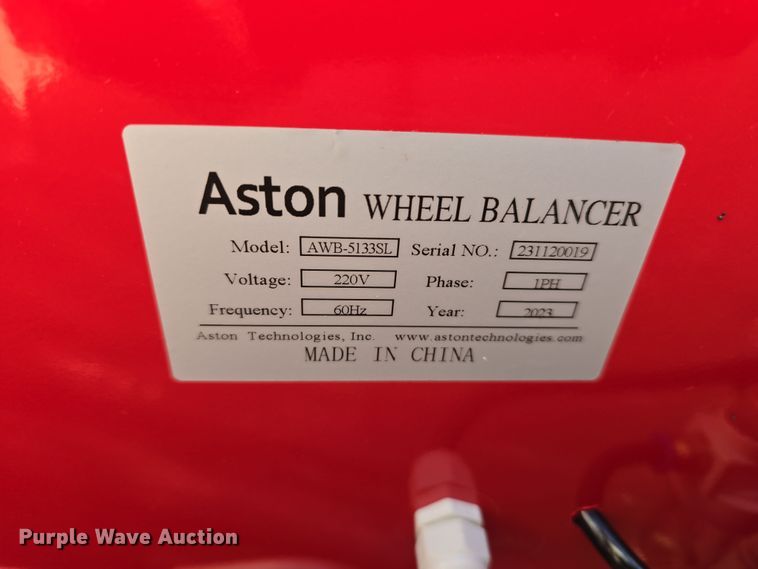 Aston WHEEL BALANCER
Model: AWB-5133SL Serial NO.: 231120019
Voltage: 220V Phase: 1PH
Frequency: 60Hz Year: 2023
Aston Technologies, Inc. www.astontechnologies.com
MADE IN CHINA
Purple Wave Auction